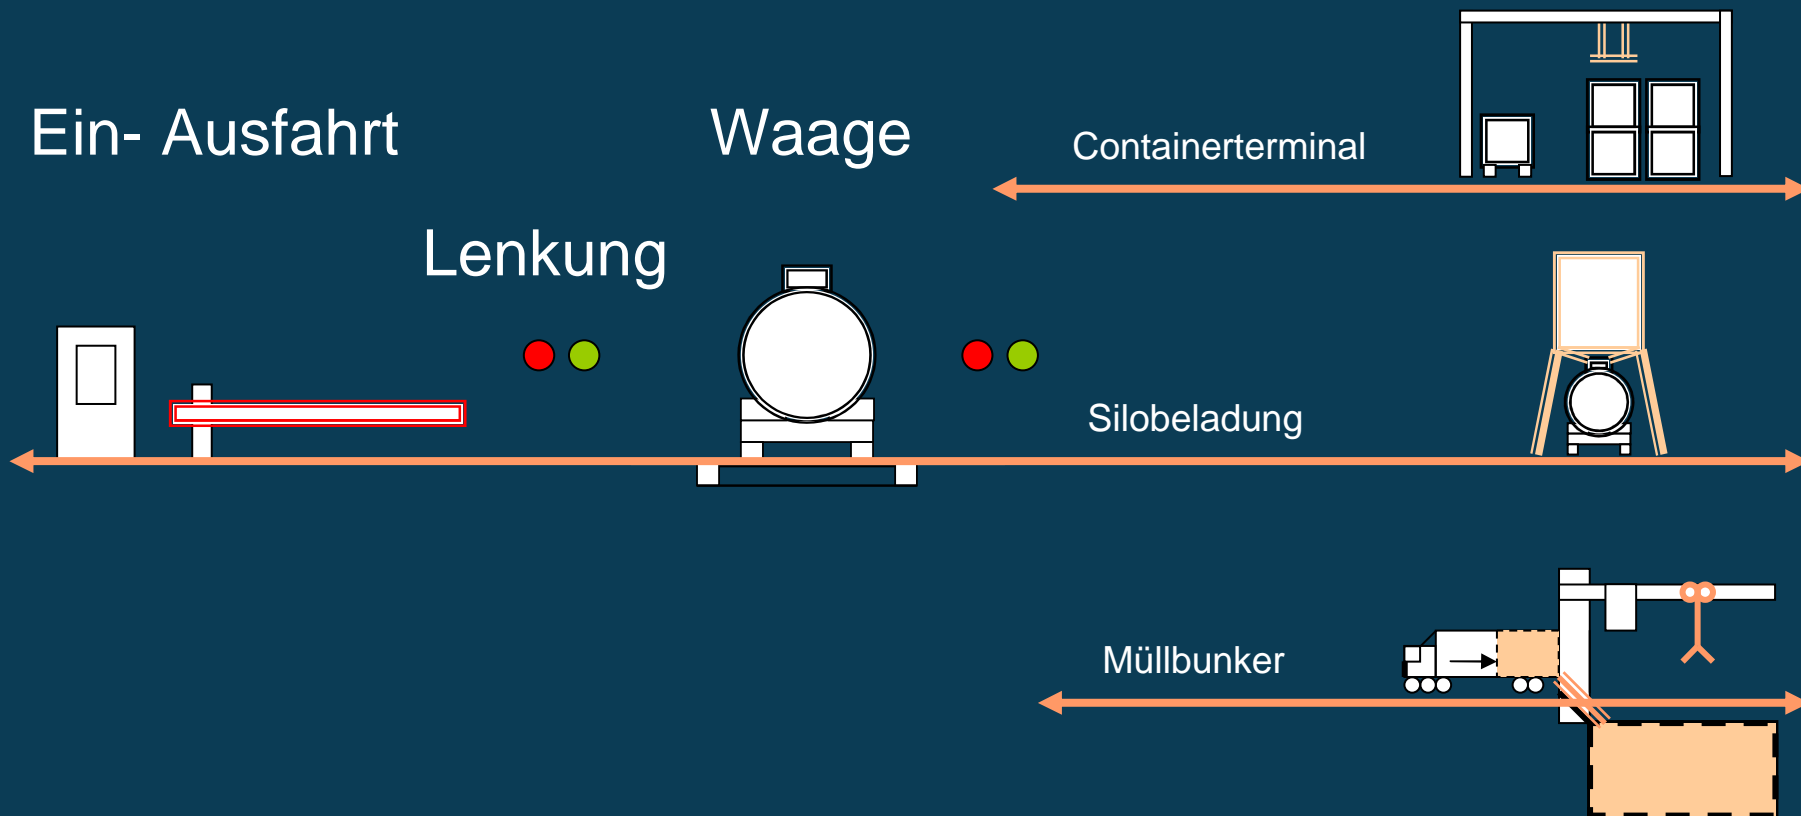 Ein- Ausfahrt
Waage
Containerterminal
Lenkung
Silobeladung
Müllbunker